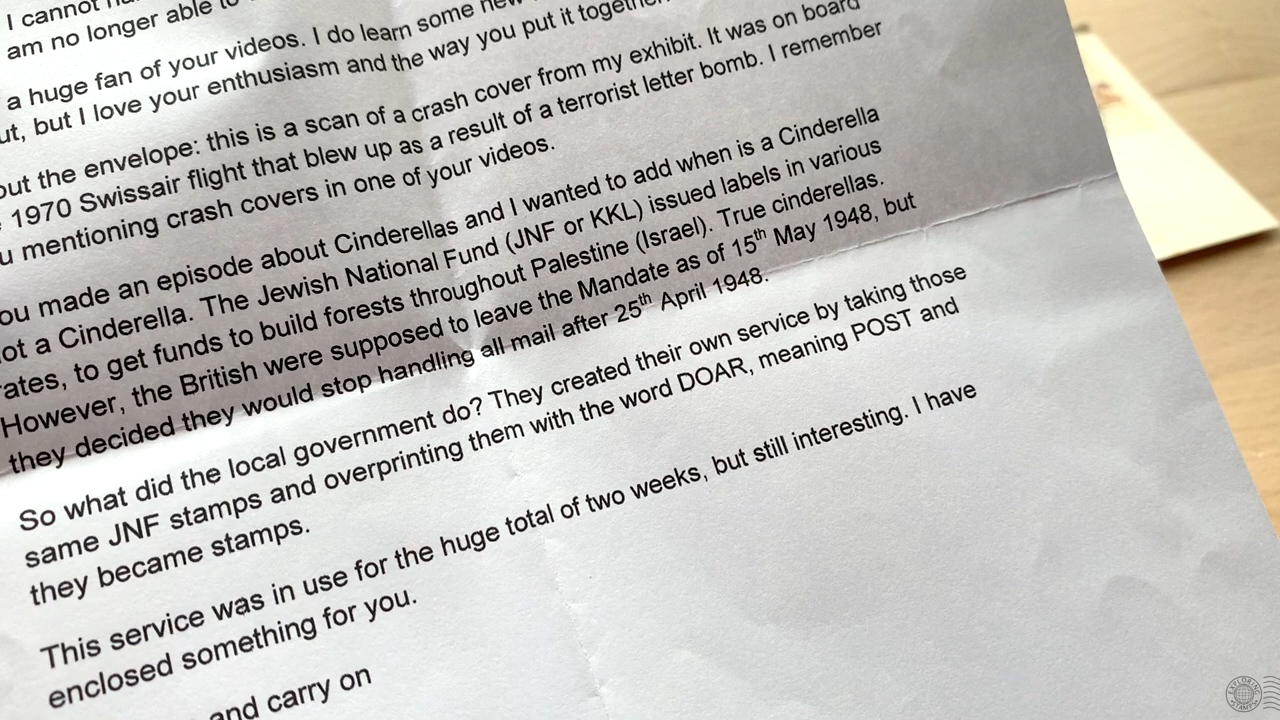 I cannot
am no longer able to
a huge fan of your videos. I do learn some new
but, but I love your enthusiasm and the way you put it together.
out the envelope: this is a scan of a crash cover from my exhibit. It was on board
1970 Swissair flight that blew up as a result of a terrorist letter bomb. I remember
u mentioning crash covers in one of your videos.
ou made an episode about Cinderellas and I wanted to add when is a Cinderella
ot a Cinderella. The Jewish National Fund (JNF or KKL) issued labels in various
rates, to get funds to build forests throughout Palestine (Israel). True cinderellas.
However, the British were supposed to leave the Mandate as of 15th May 1948, but
they decided they would stop handling all mail after 25th April 1948.
So what did the local government do? They created their own service by taking those
same JNF stamps and overprinting them with the word DOAR, meaning POST and
they became stamps.
This service was in use for the huge total of two weeks, but still interesting. I have
enclosed something for you.
and carry on
EXPLORING STAMPS